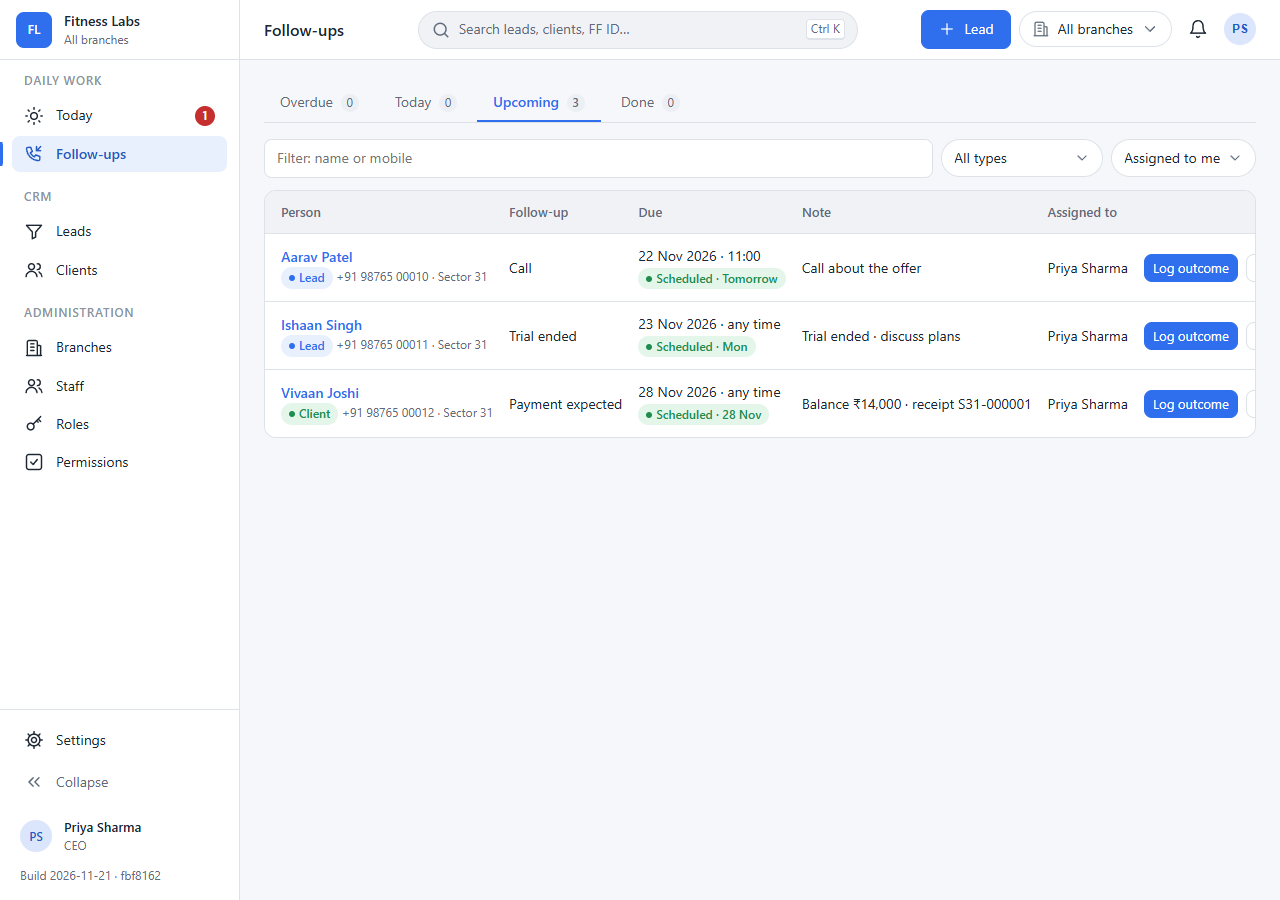 FL
Fitness Labs
All branches
Follow-ups
Search leads, clients, FF ID...
Ctrl K
Lead
All branches
PS
DAILY WORK
Today
1
Follow-ups
CRM
Leads
Clients
ADMINISTRATION
Branches
Staff
Roles
Permissions
Settings
Collapse
PS
Priya Sharma
CEO
Build 2026-11-21 · fbf8162
Overdue 0
Today 0
Upcoming 3
Done 0
Filter: name or mobile
All types
Assigned to me
Person Follow-up Due Note Assigned to
Aarav Patel
Lead +91 98765 00010 · Sector 31
Call
22 Nov 2026 · 11:00
Scheduled · Tomorrow
Call about the offer
Priya Sharma
Log outcome
Ishaan Singh
Lead +91 98765 00011 · Sector 31
Trial ended
23 Nov 2026 · any time
Scheduled · Mon
Trial ended · discuss plans
Priya Sharma
Log outcome
Vivaan Joshi
Client +91 98765 00012 · Sector 31
Payment expected
28 Nov 2026 · any time
Scheduled · 28 Nov
Balance ₹14,000 · receipt S31-000001
Priya Sharma
Log outcome